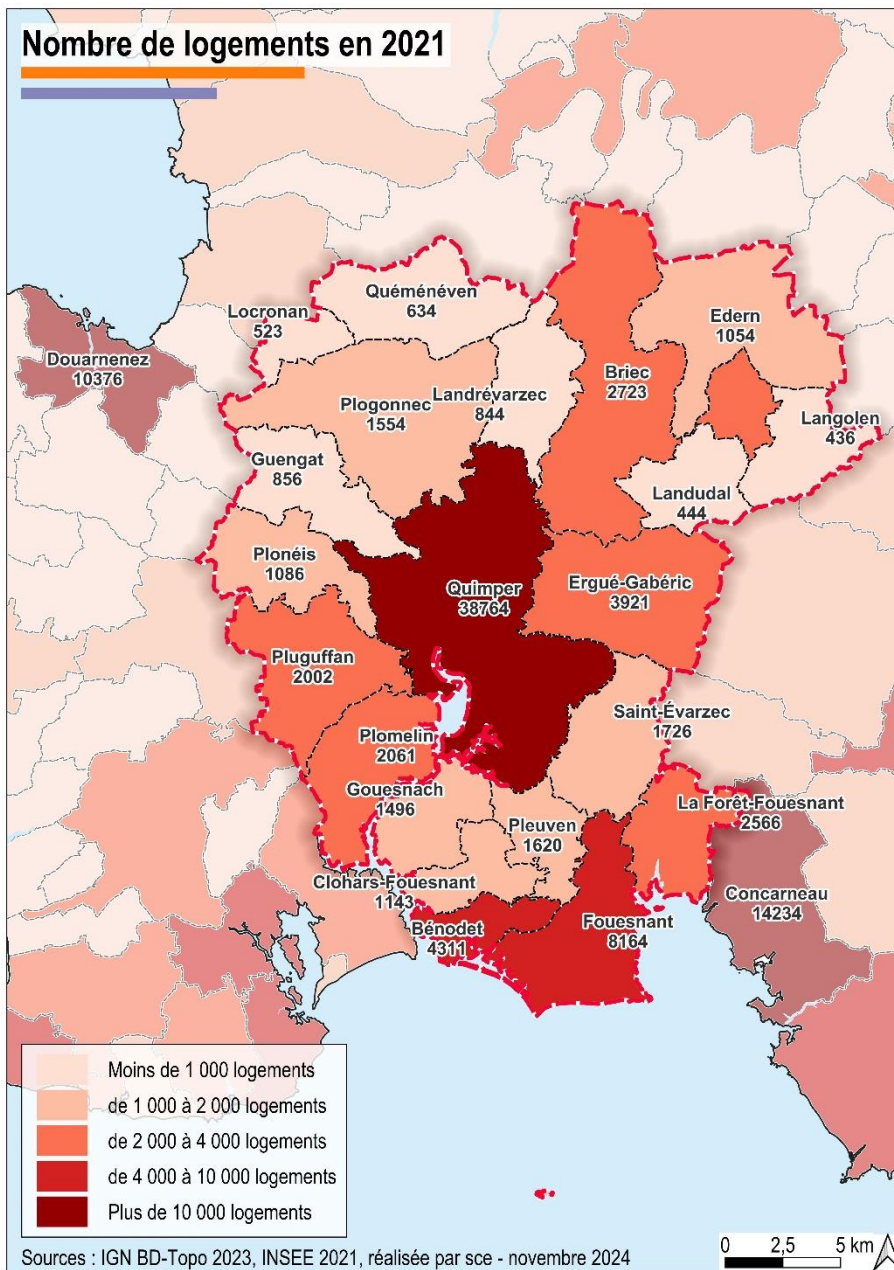 Nombre de logements en 2021
Quéménéven
634
Locronan
523
Edern
1054
Douarnenez
10376
Briec
2723
Plogonnec
1554
Landrévarzec
844
Langolen
436
Guengat
856
Landudal
444
Plonéis
1086
Quimper
38764
Ergué-Gabéric
3921
Pluguffan
2002
Saint-Évarzec
1726
Plomelin
2061
Gouesnach
1496
La Forêt-Fouesnant
2566
Pleuven
1620
Clohars-Fouesnant
1143
Concarneau
14234
Bénodet
4311
Fouesnant
8164
Moins de 1 000 logements
de 1 000 à 2 000 logements
de 2 000 à 4 000 logements
de 4 000 à 10 000 logements
Plus de 10 000 logements
Sources : IGN BD-Topo 2023, INSEE 2021, réalisée par sce - novembre 2024
0 2,5 5 km